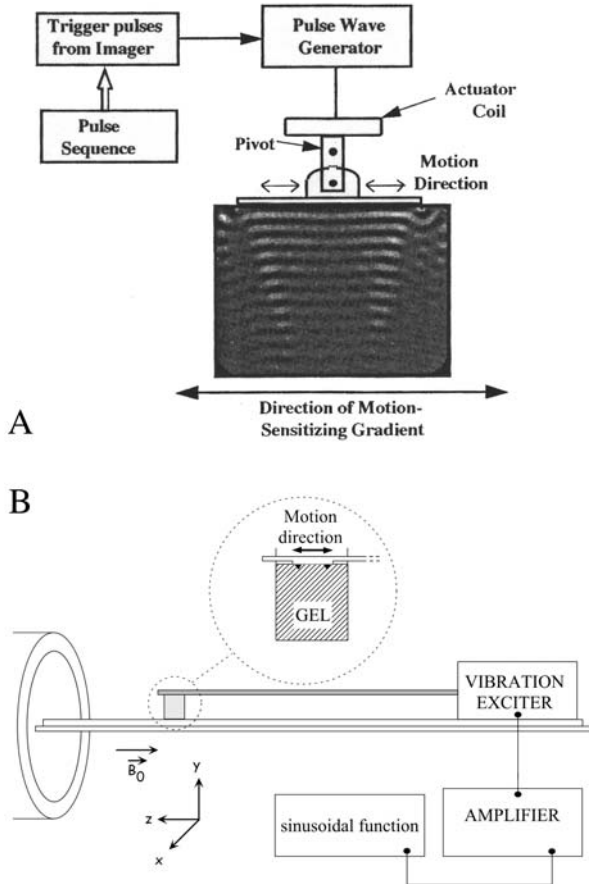 Trigger pulses
from Imager
Pulse Wave
Generator
Actuator
Coil
Pulse
Sequence
Pivot
Motion
Direction
Direction of Motion-
Sensitizing Gradient
A
B
Motion
direction
GEL
VIBRATION
EXCITER
B0
y
z
x
sinusoidal function
AMPLIFIER